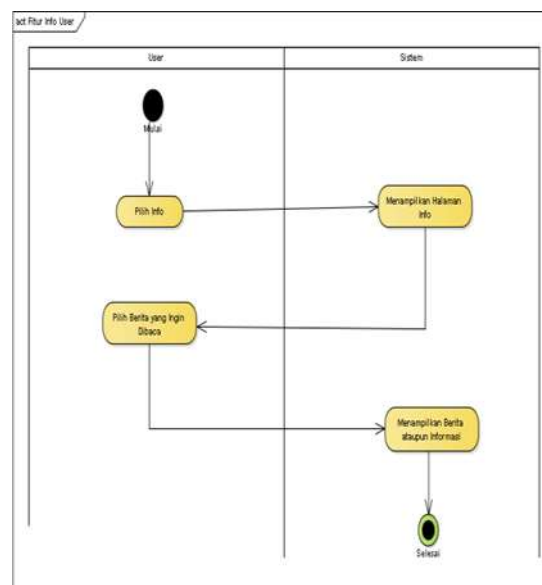 act Fitur Info User
User
Sistem
Mulai
Pilih Info
Menampilkan Halaman
Info
Pilih Berita yang Ingin
Dibaca
Menampilkan Berita
ataupun Informasi
Selesai